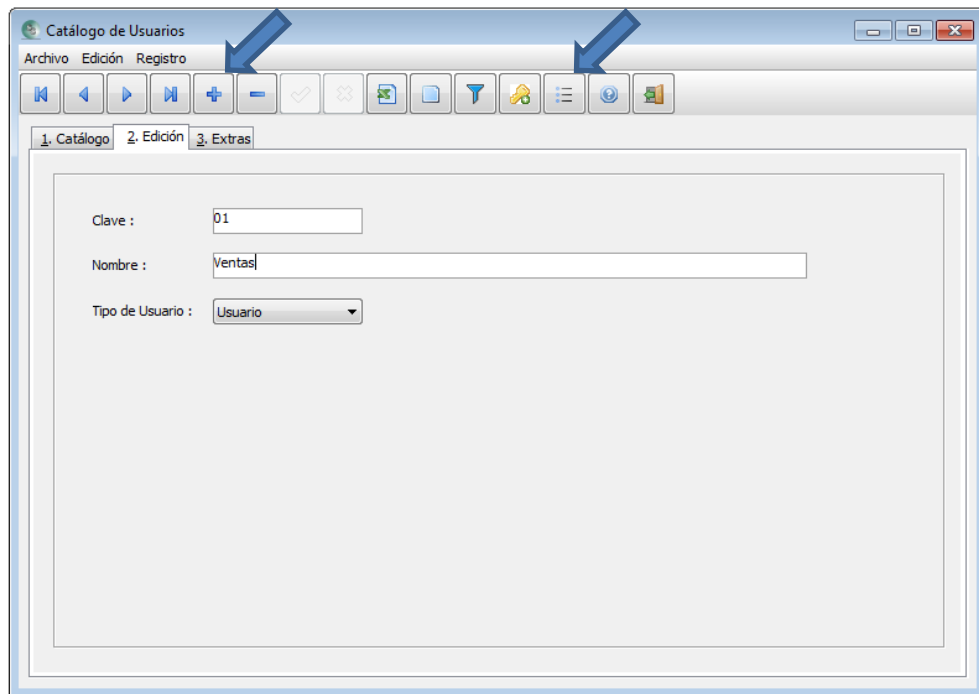 Catálogo de Usuarios
Archivo Edición Registro
1. Catálogo 2. Edición 3. Extras
Clave : 01
Nombre : Ventas
Tipo de Usuario : Usuario